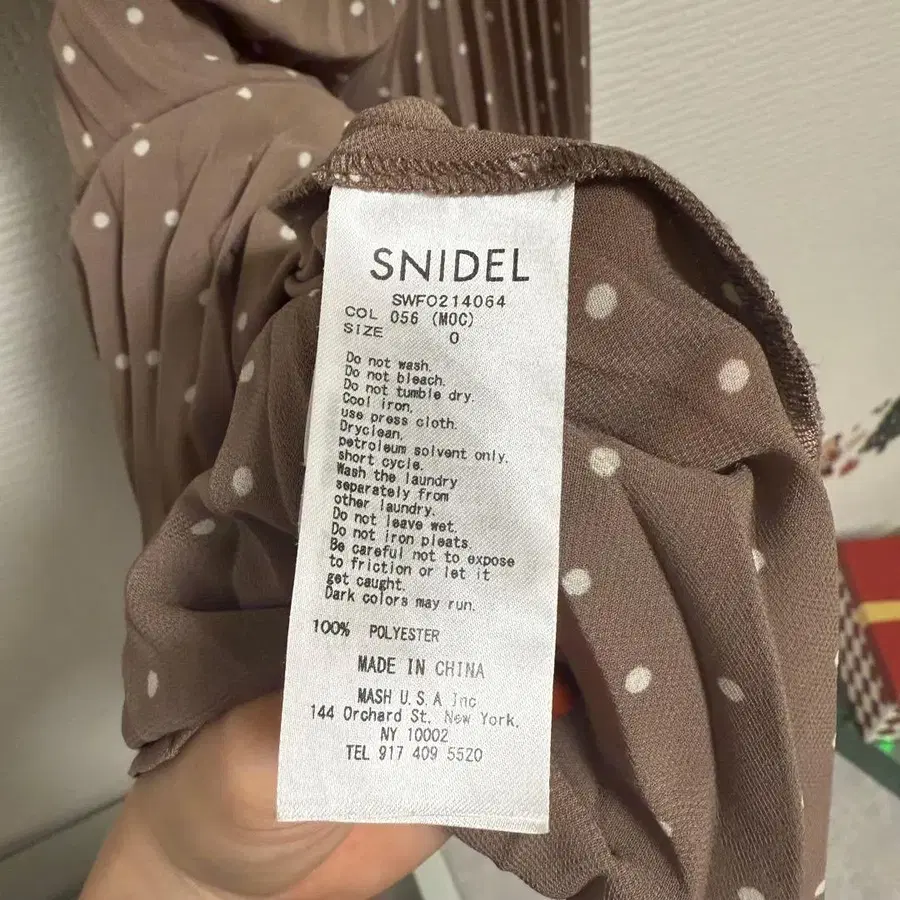 SNIDEL
SWFO214064
COL 056 (MOC)
SIZE 0
Do not wash.
Do not bleach.
Do not tumble dry.
Cool iron,
use press cloth.
Dryclean,
petroleum solvent only.
short cycle.
Wash the laundry
separately from
other laundry.
Do not leave wet.
Do not iron pleats.
Be careful not to expose
to friction or let it
get caught.
Dark colors may run.
100% POLYESTER
MADE IN CHINA
MASH U.S.A Inc
144 Orchard St. New York,
NY 10002
TEL 917 409 5520